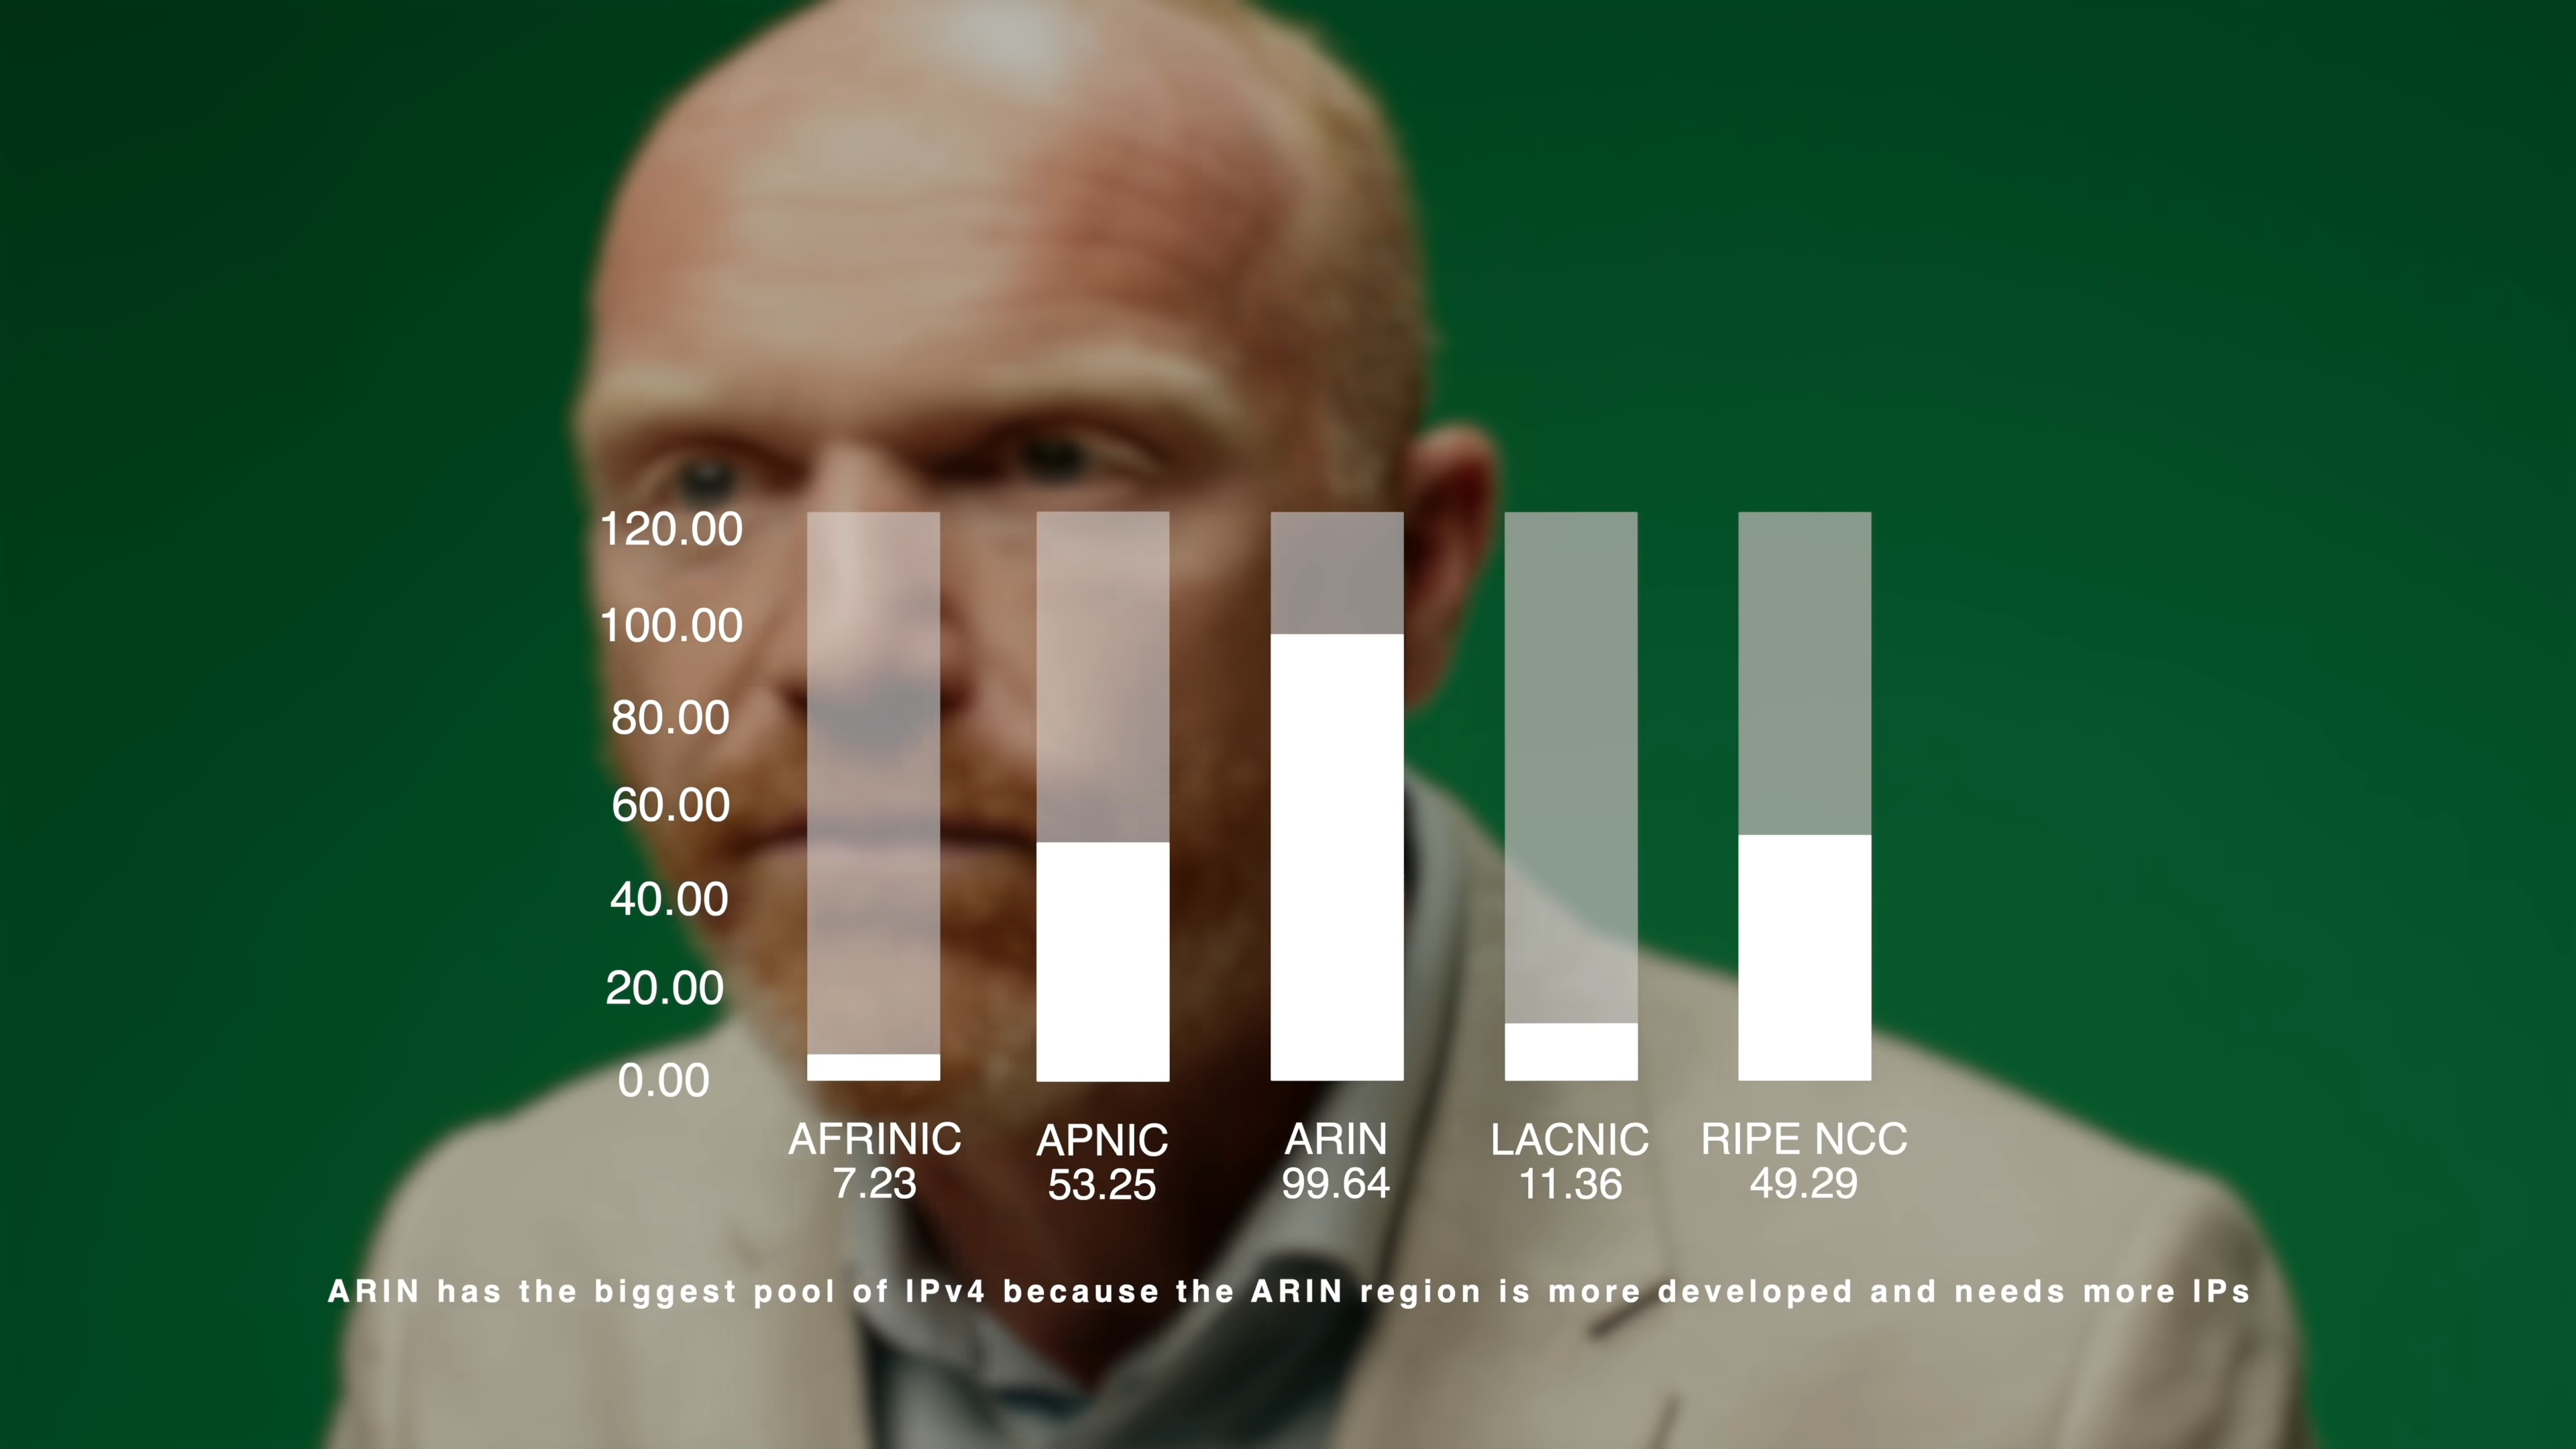 120.00
100.00
80.00
60.00
40.00
20.00
0.00
AFRINIC APNIC ARIN LACNIC RIPE NCC
7.23 53.25 99.64 11.36 49.29
ARIN has the biggest pool of IPv4 because the ARIN region is more developed and needs more IPs